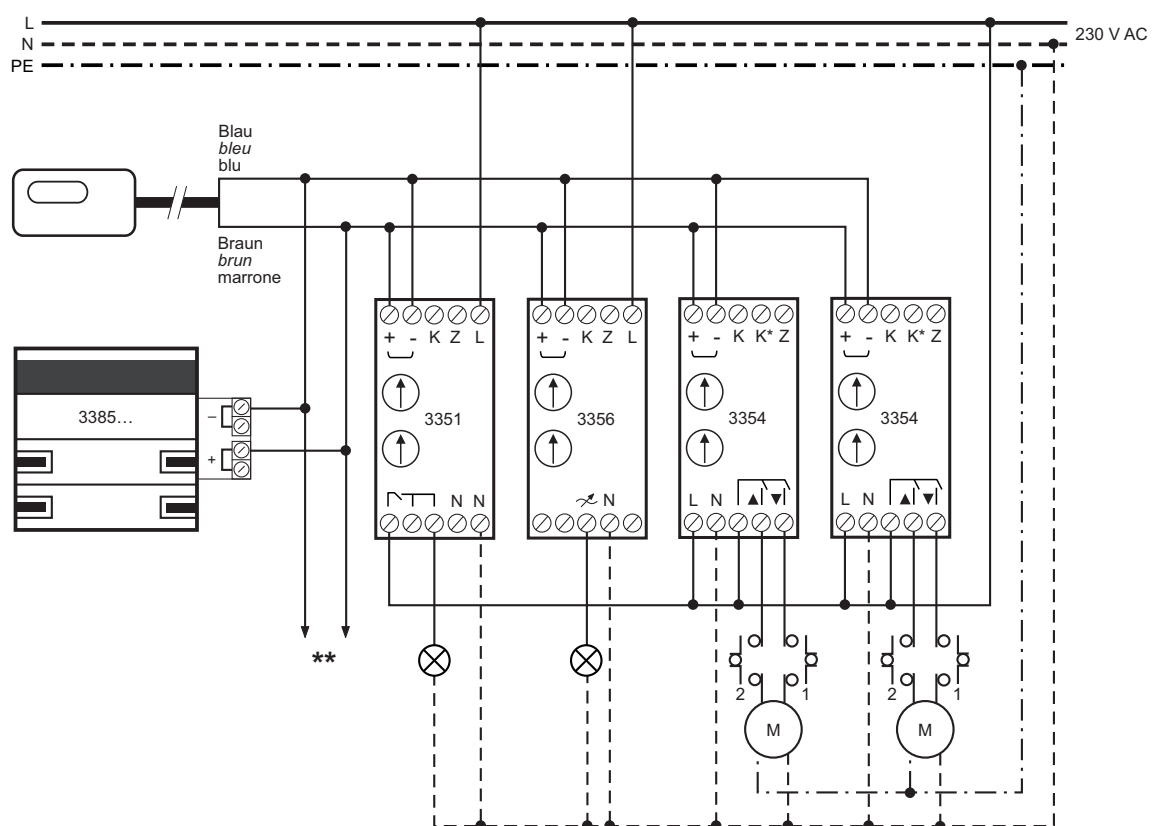 L
N
PE
230 V AC
Blau
bleu
blu
Braun
brun
marrone
+ - K Z L
+ - K Z L
+ - K K* Z
+ - K K* Z
3385…
–
+
3351
3356
3354
3354
N N
N
L N
L N
**
2 1
2 1
M
M